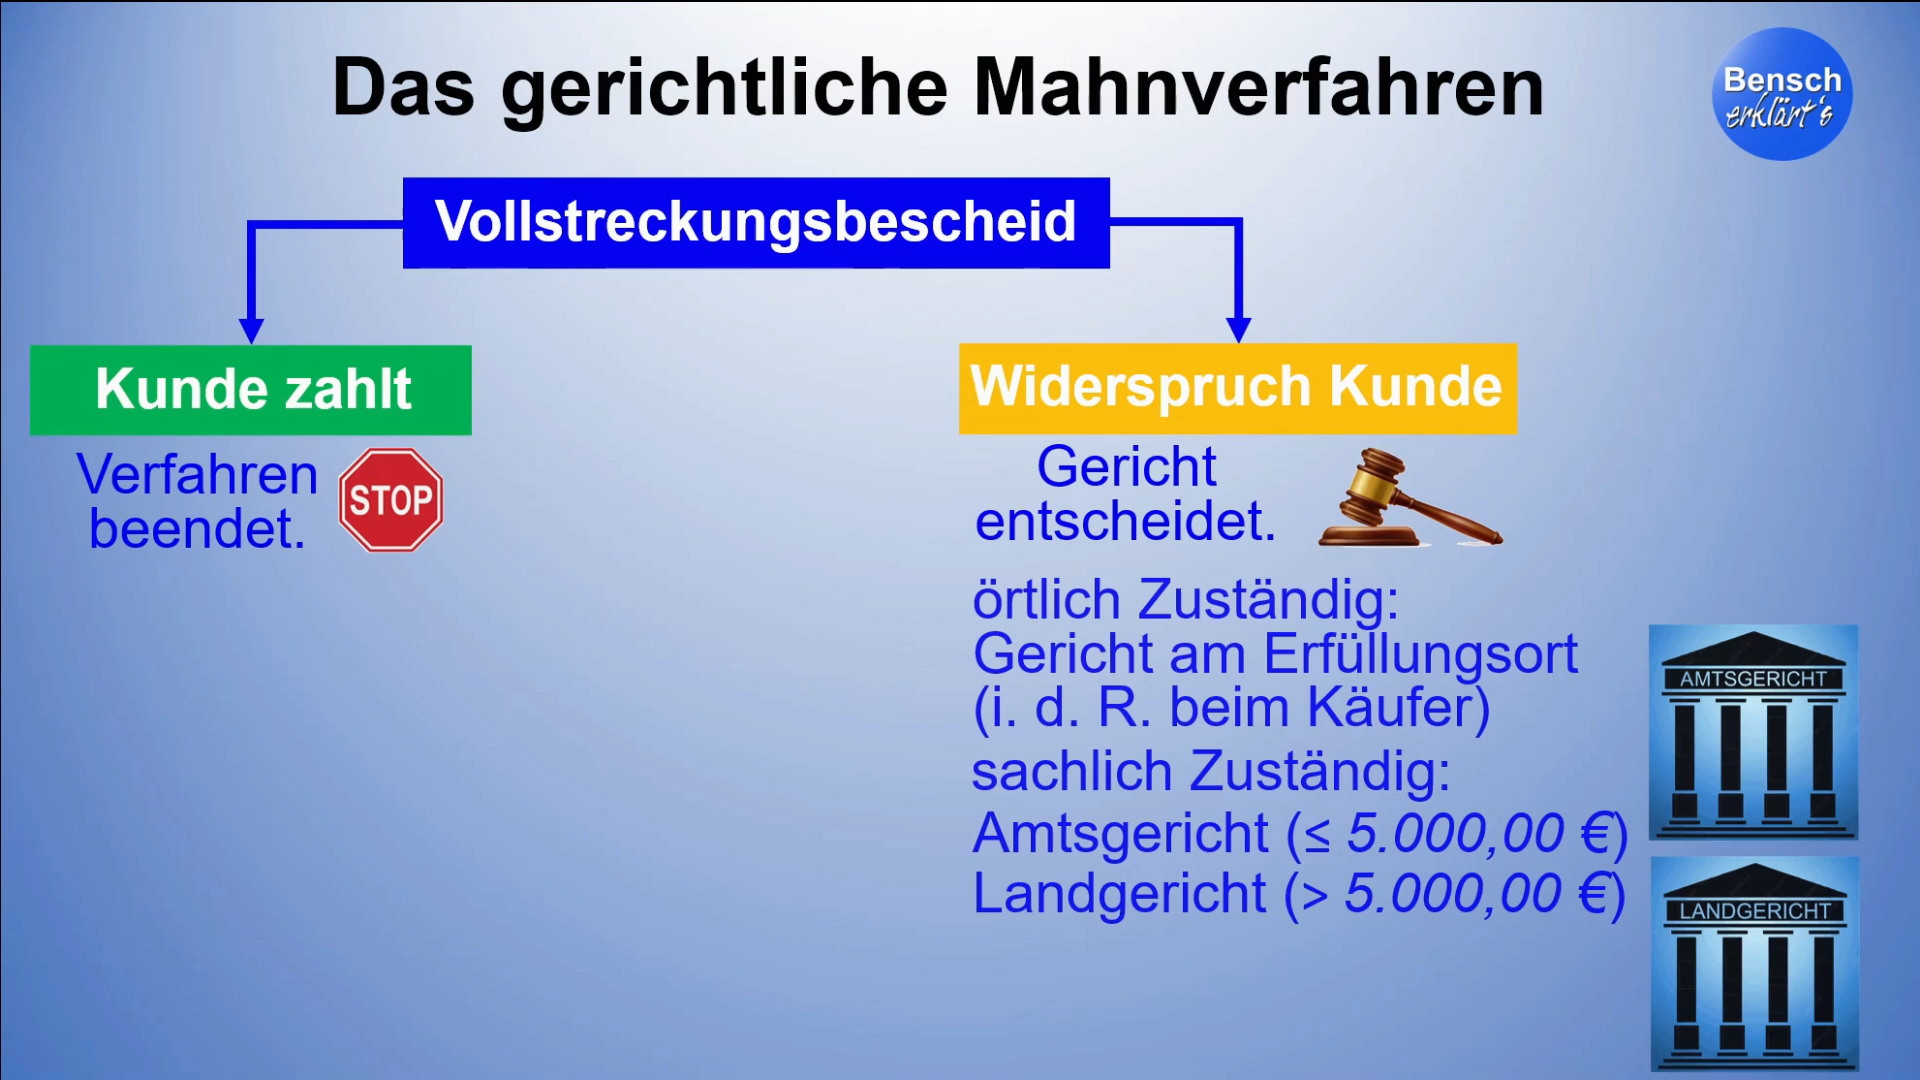 Das gerichtliche Mahnverfahren
Bensch
erklärt's
Vollstreckungsbescheid
Kunde zahlt
Verfahren
beendet.
STOP
Widerspruch Kunde
Gericht
entscheidet.
örtlich Zuständig:
Gericht am Erfüllungsort
(i. d. R. beim Käufer)
sachlich Zuständig:
Amtsgericht (≤ 5.000,00 €)
Landgericht (> 5.000,00 €)
AMTSGERICHT
LANDGERICHT